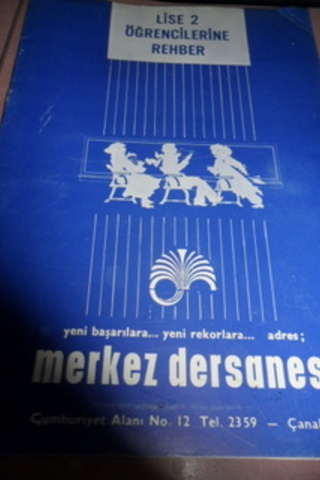 LİSE 2
ÖĞRENCİLERİNE
REHBER
yeni başarılara... yeni rekorlara... adres;
merkez dersanes
Cumhuriyet Alanı No. 12 Tel. 2359 — Çanak